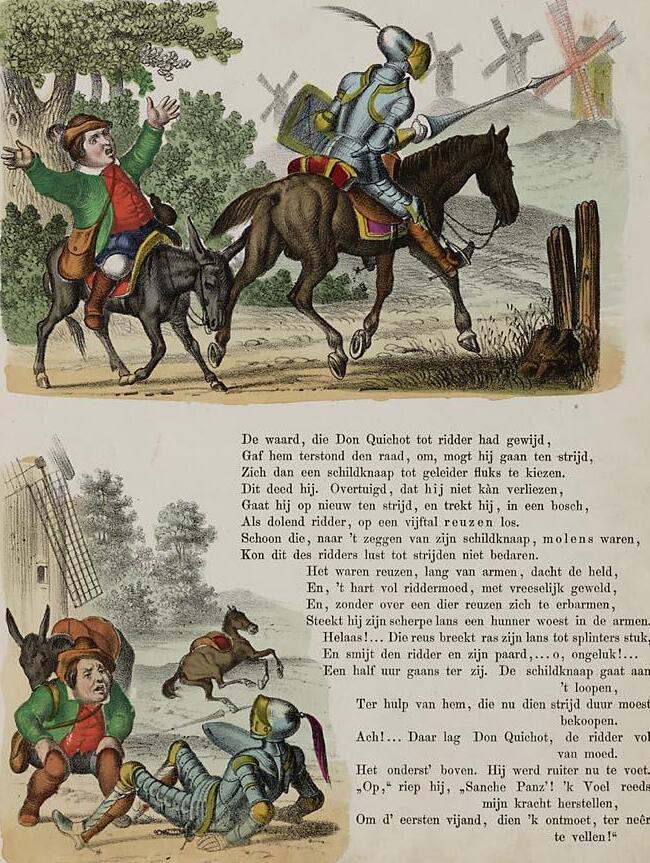 De waard, die Don Quichot tot ridder had gewijd,
Gaf hem terstond den raad, om, mogt hij gaan ten strijd,
Zich dan een schildknaap tot geleider fluks te kiezen.
Dit deed hij. Overtuigd, dat hij niet kàn verliezen,
Gaat hij op nieuw ten strijd, en trekt hij, in een bosch,
Als dolend ridder, op een vijftal reuzen los.
Schoon die, naar 't zeggen van zijn schildknaap, molens waren,
Kon dit des ridders lust tot strijden niet bedaren.
Het waren reuzen, lang van armen, dacht de held,
En, 't hart vol riddermoed, met vreeselijk geweld,
En, zonder over een dier reuzen zich te erbarmen,
Steekt hij zijn scherpe lans een hunner woest in de armen.
Helaas!... Die reus breekt ras zijn lans tot splinters stuk,
En smijt den ridder en zijn paard,...o, ongeluk!...
Een half uur gaans ter zij. De schildknaap gaat aan
't loopen,
Ter hulp van hem, die nu dien strijd duur moest
bekoopen.
Ach!... Daar lag Don Quichot, de ridder vol
van moed.
Het onderst' boven. Hij werd ruiter nu te voet.
„Op,” riep hij, „Sanche Panz'! 'k Voel reeds
mijn kracht herstellen,
Om d' eersten vijand, dien 'k ontmoet, ter neêr
te vellen!”